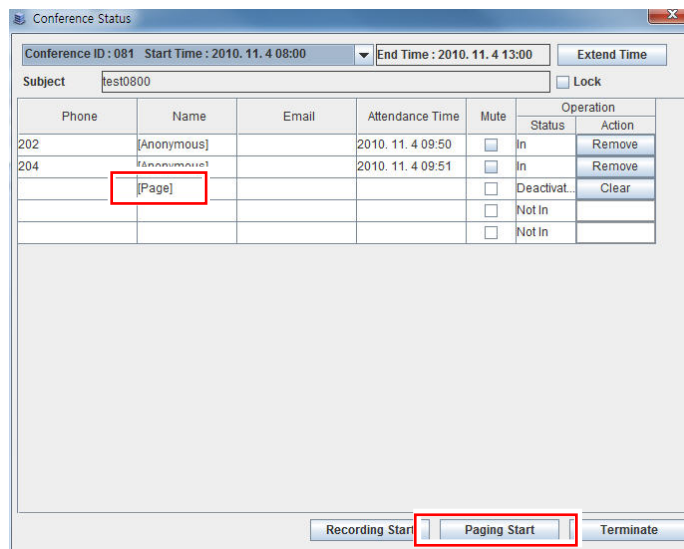 Conference Status
Conference ID : 081 Start Time : 2010. 11. 4 08:00 End Time : 2010. 11. 4 13:00 Extend Time
Subject test0800 Lock
Phone Name Email Attendance Time Mute Operation
Status Action
202 [Anonymous] 2010. 11. 4 09:50 In Remove
204 [Anonymous] 2010. 11. 4 09:51 In Remove
[Page] Deactivat... Clear
Not In
Not In
Recording Start Paging Start Terminate